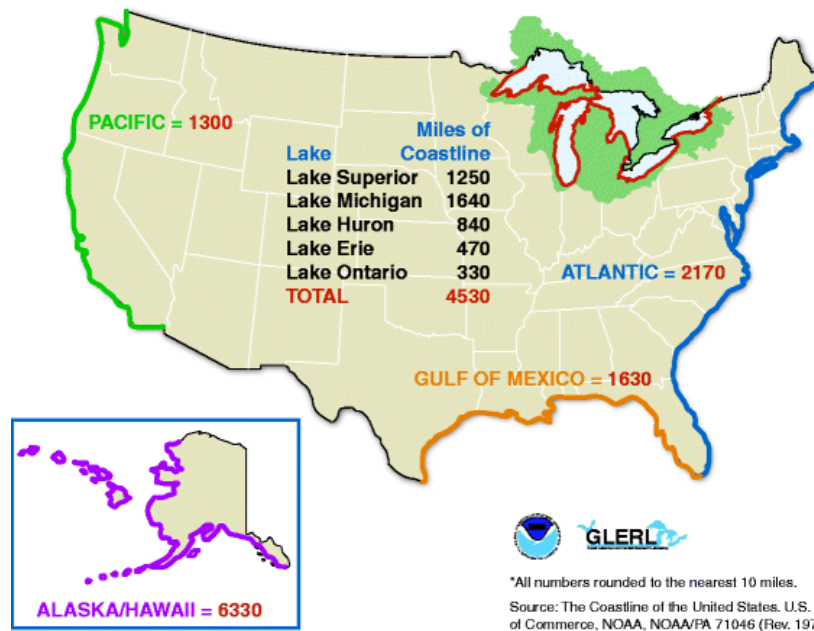 PACIFIC = 1300
Miles of
Lake Coastline
Lake Superior 1250
Lake Michigan 1640
Lake Huron 840
Lake Erie 470
Lake Ontario 330
TOTAL 4530
ATLANTIC = 2170
GULF OF MEXICO = 1630
ALASKA/HAWAII = 6330
GLERL
*All numbers rounded to the nearest 10 miles.
Source: The Coastline of the United States. U.S.
of Commerce, NOAA, NOAA/PA 71046 (Rev. 197